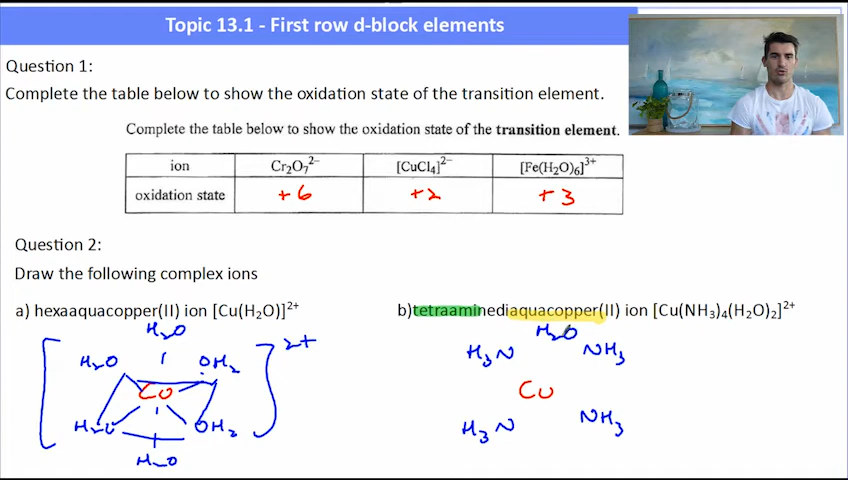 Topic 13.1 - First row d-block elements
Question 1:
Complete the table below to show the oxidation state of the transition element.
Complete the table below to show the oxidation state of the transition element.
ion Cr₂O₇²⁻ [CuCl₄]²⁻ [Fe(H₂O)₆]³⁺
oxidation state +6 +2 +3
Question 2:
Draw the following complex ions
a) hexaaquacopper(II) ion [Cu(H₂O)]²⁺
b)tetraaminediaquacopper(II) ion [Cu(NH₃)₄(H₂O)₂]²⁺
H₂O
2+
H₂O OH₂
Cu
H₂O OH₂
H₂O
H₂O
H₃N NH₃
Cu
H₃N NH₃